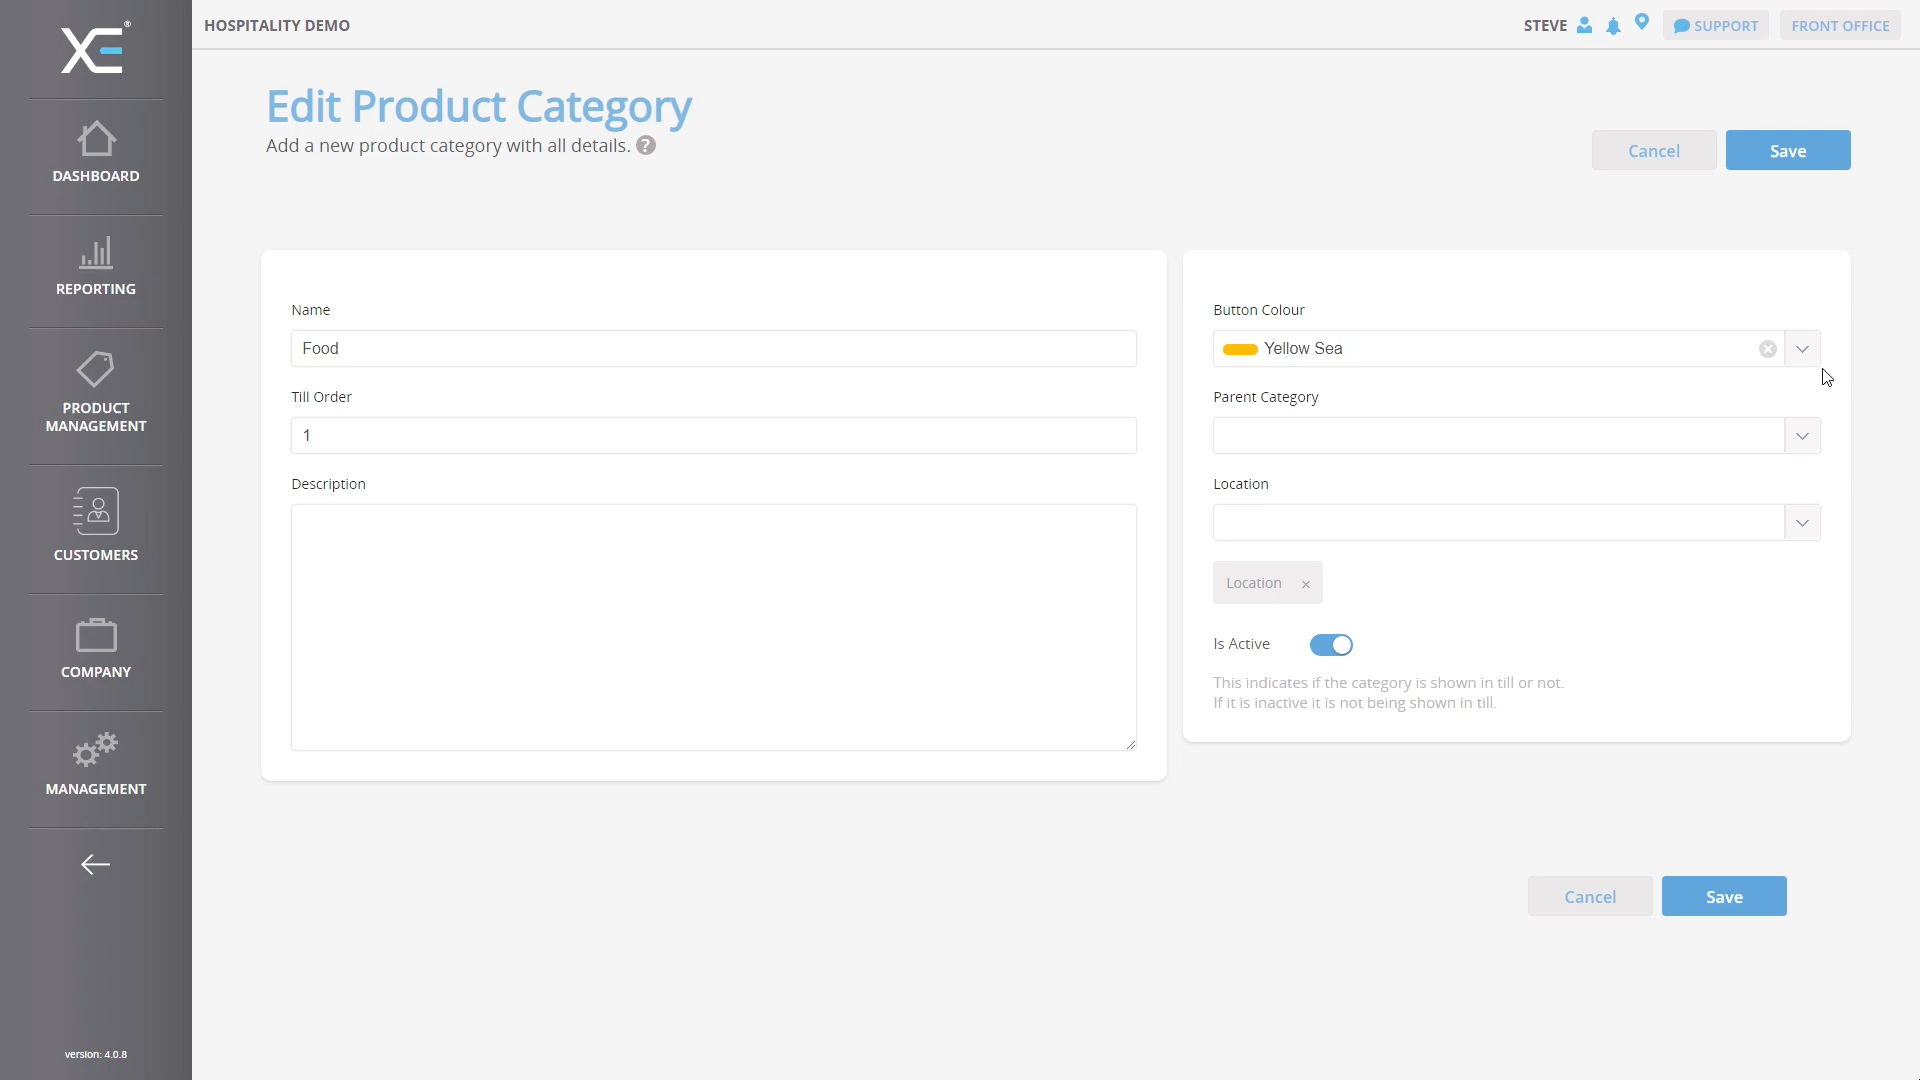 XE®
HOSPITALITY DEMO
STEVE
SUPPORT
FRONT OFFICE
DASHBOARD
REPORTING
PRODUCT
MANAGEMENT
CUSTOMERS
COMPANY
MANAGEMENT
version: 4.0.8
Edit Product Category
Add a new product category with all details. ?
Cancel
Save
Name
Food
Till Order
1
Description
Button Colour
Yellow Sea
Parent Category
Location
Location ×
Is Active
This indicates if the category is shown in till or not.
If it is inactive it is not being shown in till.
Cancel
Save